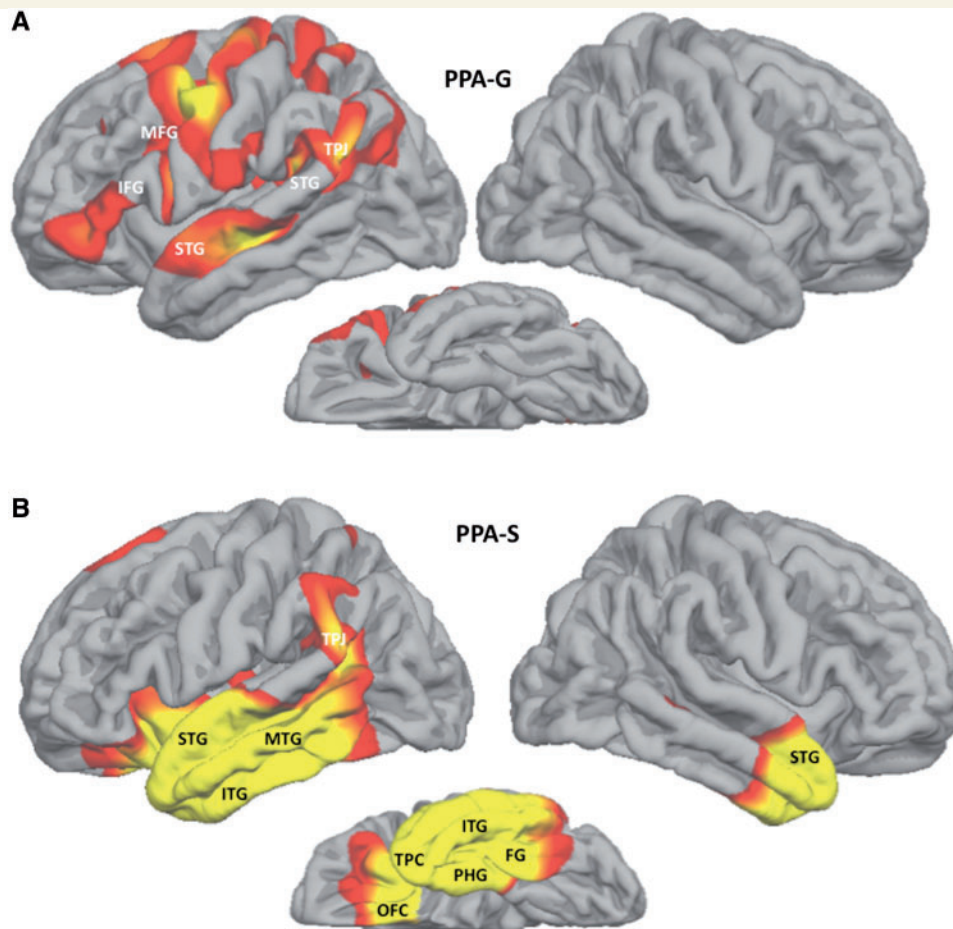 A
PPA-G
MFG
TPJ
STG
IFG
STG
B
PPA-S
TPJ
STG
MTG
STG
ITG
ITG
TPC
FG
PHG
OFC